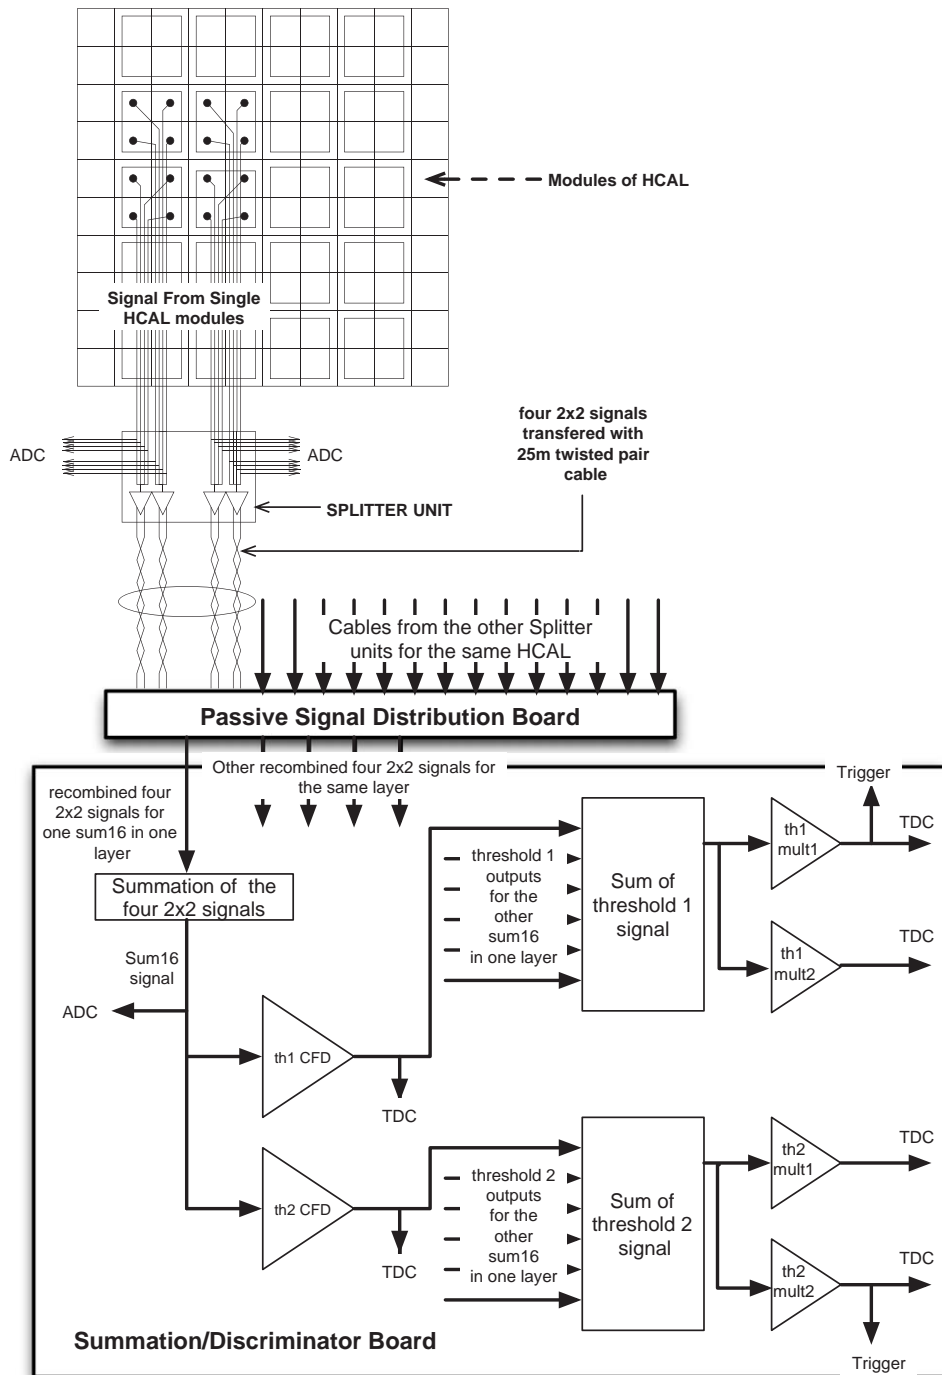 Modules of HCAL
Signal From Single
HCAL modules
four 2x2 signals
transfered with
25m twisted pair
cable
ADC
ADC
SPLITTER UNIT
Cables from the other Splitter
units for the same HCAL
Passive Signal Distribution Board
Other recombined four 2x2 signals for
the same layer
recombined four
2x2 signals for
one sum16 in one
layer
Summation of the
four 2x2 signals
Sum16
signal
ADC
th1 CFD
TDC
threshold 1
outputs
for the
other
sum16
in one layer
Sum of
threshold 1
signal
th1
mult1
Trigger
TDC
th1
mult2
TDC
th2 CFD
TDC
threshold 2
outputs
for the
other
sum16
in one layer
Sum of
threshold 2
signal
th2
mult1
TDC
th2
mult2
TDC
Trigger
Summation/Discriminator Board